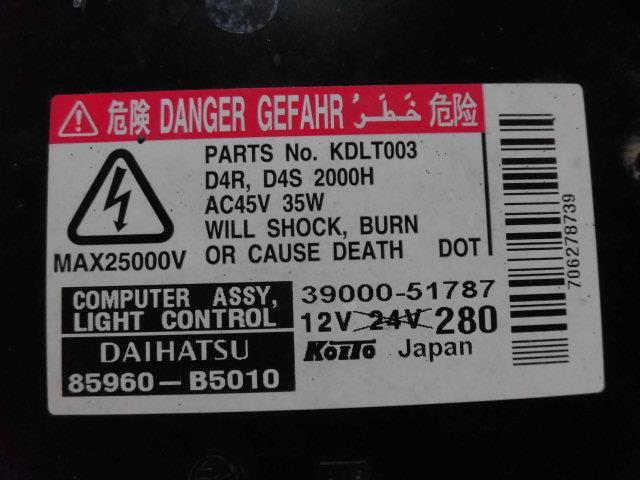 危険 DANGER GEFAHR خَطَر 危险
PARTS No. KDLT003
D4R, D4S 2000H
AC45V 35W
WILL SHOCK, BURN
OR CAUSE DEATH DOT
MAX25000V
COMPUTER ASSY,
LIGHT CONTROL
DAIHATSU
85960-B5010
39000-51787
12V 24V 280
KOITO Japan
706278739